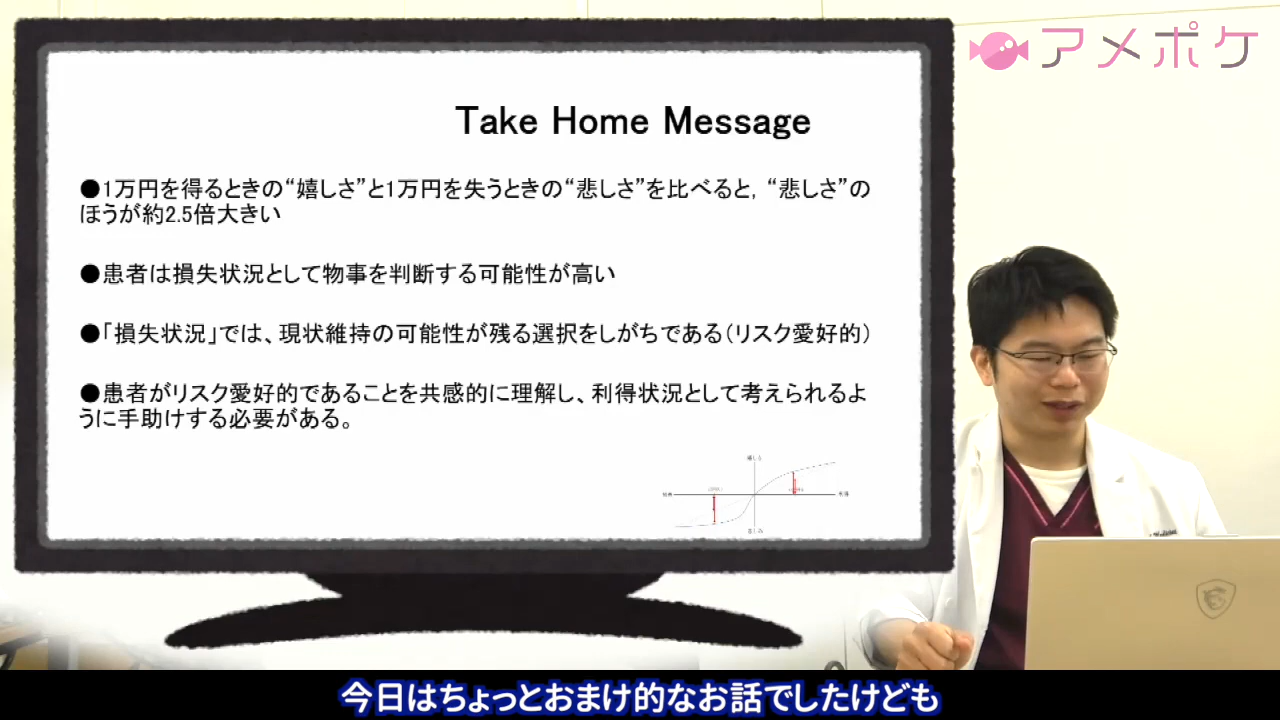 アメポケ
Take Home Message
●1万円を得るときの“嬉しさ”と1万円を失うときの“悲しさ”を比べると, “悲しさ”の
ほうが約2.5倍大きい
●患者は損失状況として物事を判断する可能性が高い
●「損失状況」では、現状維持の可能性が残る選択をしがちである(リスク愛好的)
●患者がリスク愛好的であることを共感的に理解し、利得状況として考えられるよ
うに手助けする必要がある。
今日はちょっとおまけ的なお話でしたけども